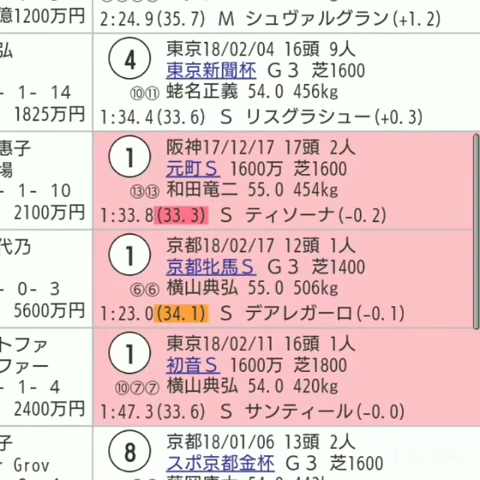 億1200万円
2:24.9(35.7) M シュヴァルグラン(+1.2)
弘
- 1- 14
1825万円
4
東京18/02/04 16頭 9人
東京新聞杯 G3 芝1600
⑩⑪ 蛯名正義 54.0 456kg
1:34.4(33.6) S リスグラシュー(+0.3)
惠子
場
- 1- 10
2100万円
1
阪神17/12/17 17頭 2人
元町S 1600万 芝1600
⑬⑬ 和田竜二 55.0 454kg
1:33.8(33.3) S ティソーナ(-0.2)
代乃
- 0- 3
5600万円
1
京都18/02/17 12頭 1人
京都牝馬S G3 芝1400
⑥⑥ 横山典弘 55.0 506kg
1:23.0(34.1) S デアレガーロ(-0.1)
トファ
ファー
- 1- 4
2400万円
1
東京18/02/11 16頭 1人
初音S 1600万 芝1800
⑩⑦⑦ 横山典弘 54.0 420kg
1:47.3(33.6) S サンティール(-0.0)
子
r Grov
8
京都18/01/06 13頭 2人
スポ京都金杯 G3 芝1600